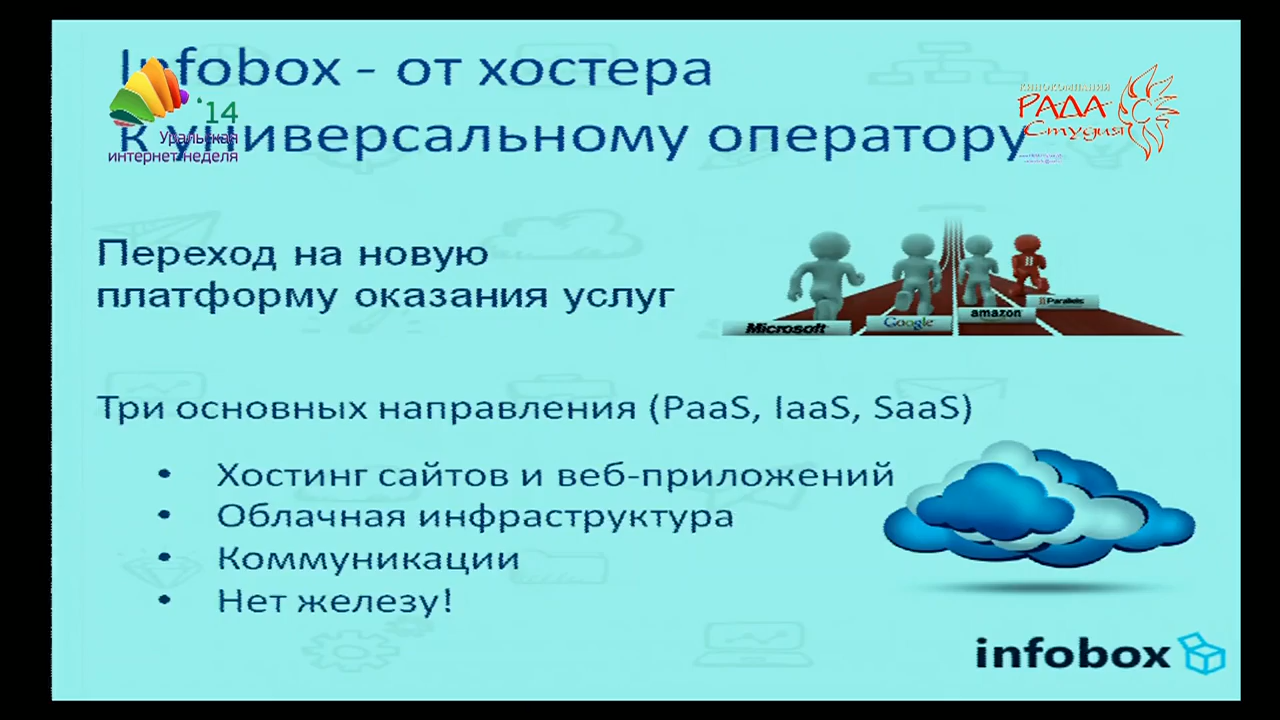 Infobox - от хостера
к универсальному оператору
'14
Уральская
интернет-неделя
КИНОКОМПАНИЯ
РАДА
Студия
Переход на новую
платформу оказания услуг
Microsoft
Google
amazon
Parallels
Три основных направления (PaaS, IaaS, SaaS)
• Хостинг сайтов и веб-приложений
• Облачная инфраструктура
• Коммуникации
• Нет железу!
infobox